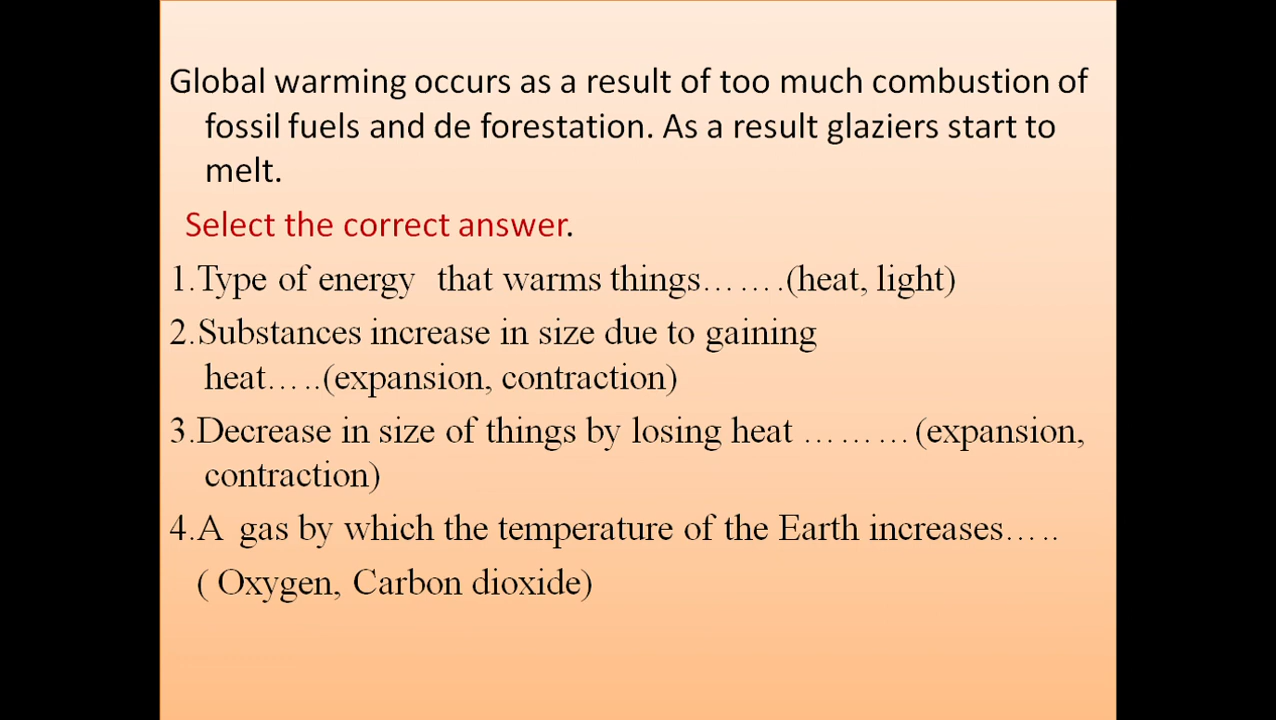 Global warming occurs as a result of too much combustion of
fossil fuels and de forestation. As a result glaziers start to
melt.
Select the correct answer.
1.Type of energy that warms things…….(heat, light)
2.Substances increase in size due to gaining
heat…..(expansion, contraction)
3.Decrease in size of things by losing heat ………(expansion,
contraction)
4.A gas by which the temperature of the Earth increases…..
( Oxygen, Carbon dioxide)